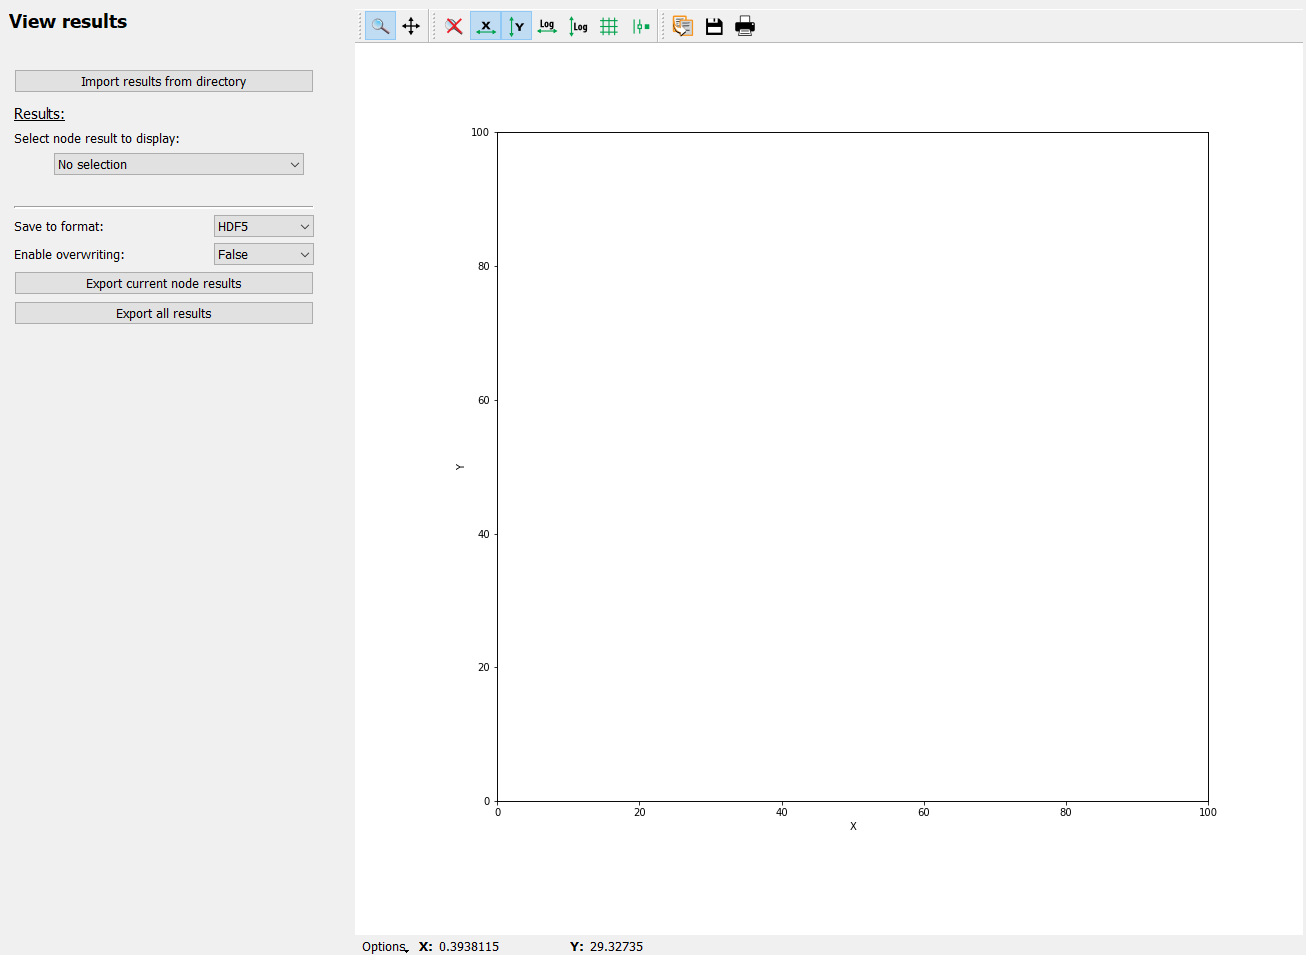 View results
Import results from directory
Results:
Select node result to display:
No selection
Save to format: HDF5
Enable overwriting: False
Export current node results
Export all results
X Y Log Log
100
80
60
Y
40
20
0
0 20 40 60 80 100
X
Options X: 0.3938115 Y: 29.32735